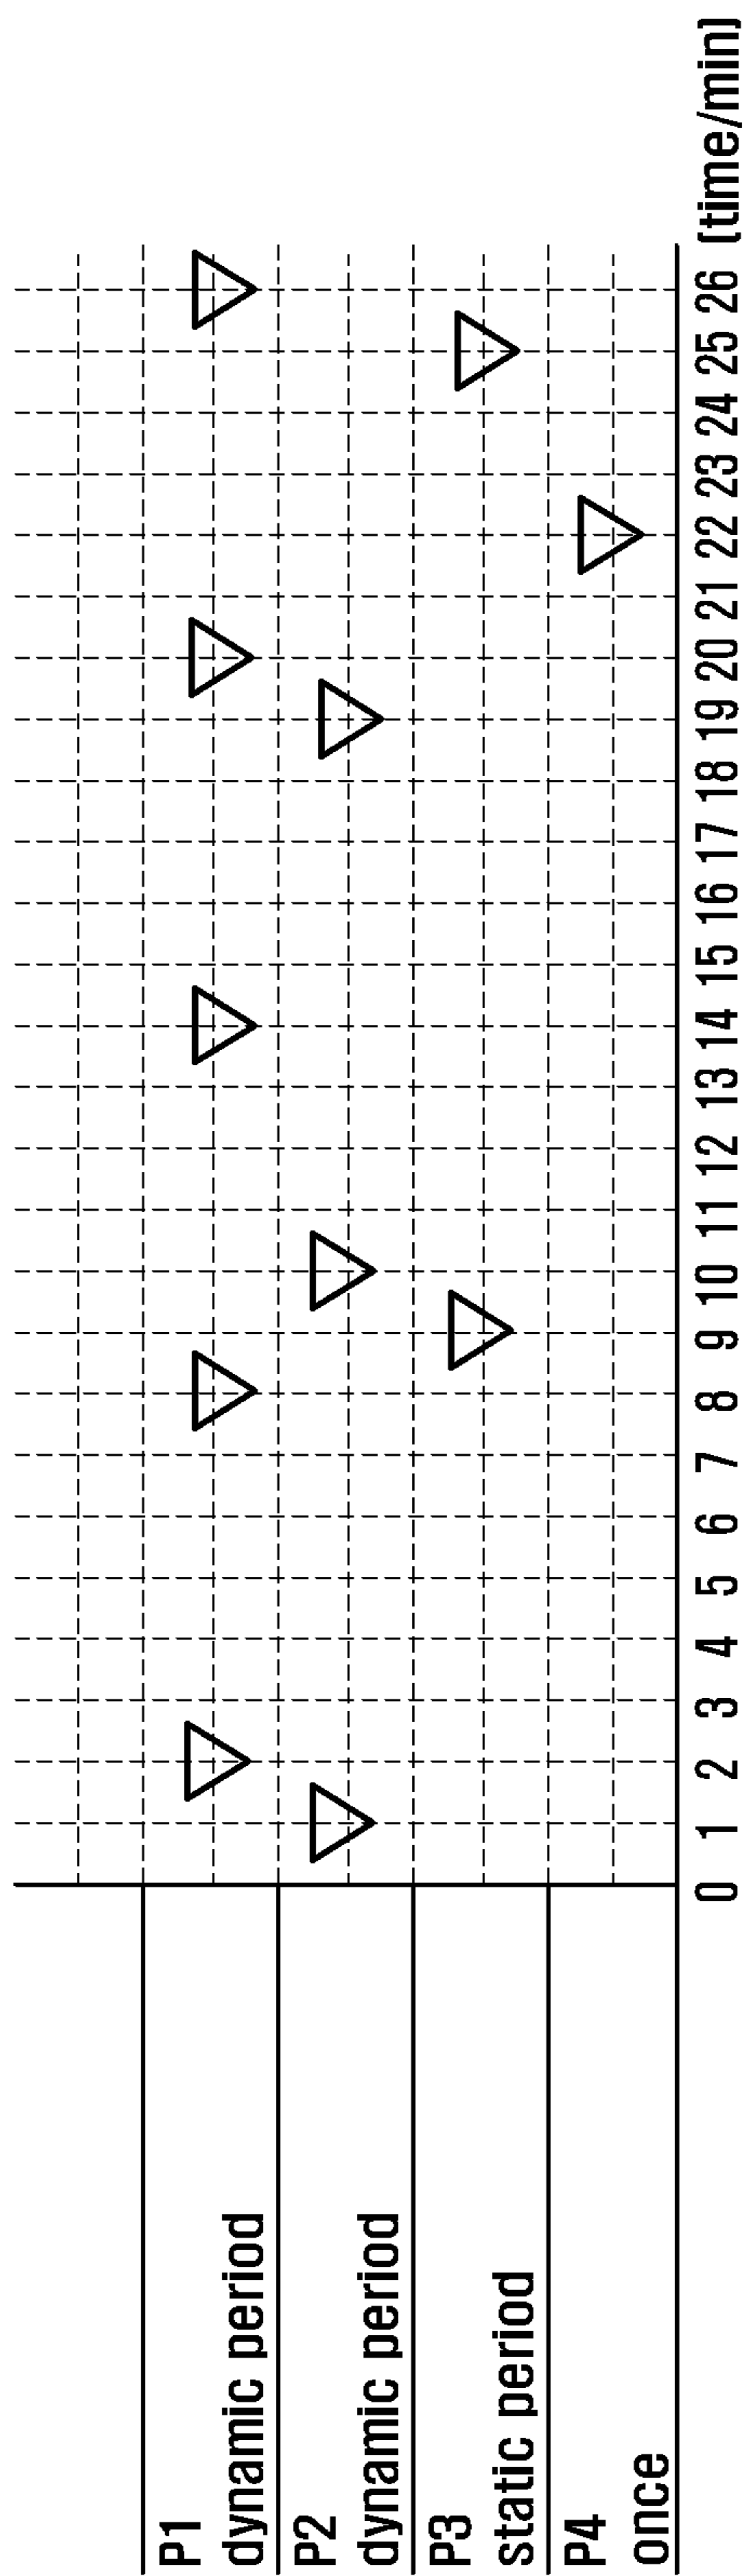 P1
dynamic period
P2
dynamic period
P3
static period
P4
once
0 1 2 3 4 5 6 7 8 9 10 11 12 13 14 15 16 17 18 19 20 21 22 23 24 25 26 (time/min)